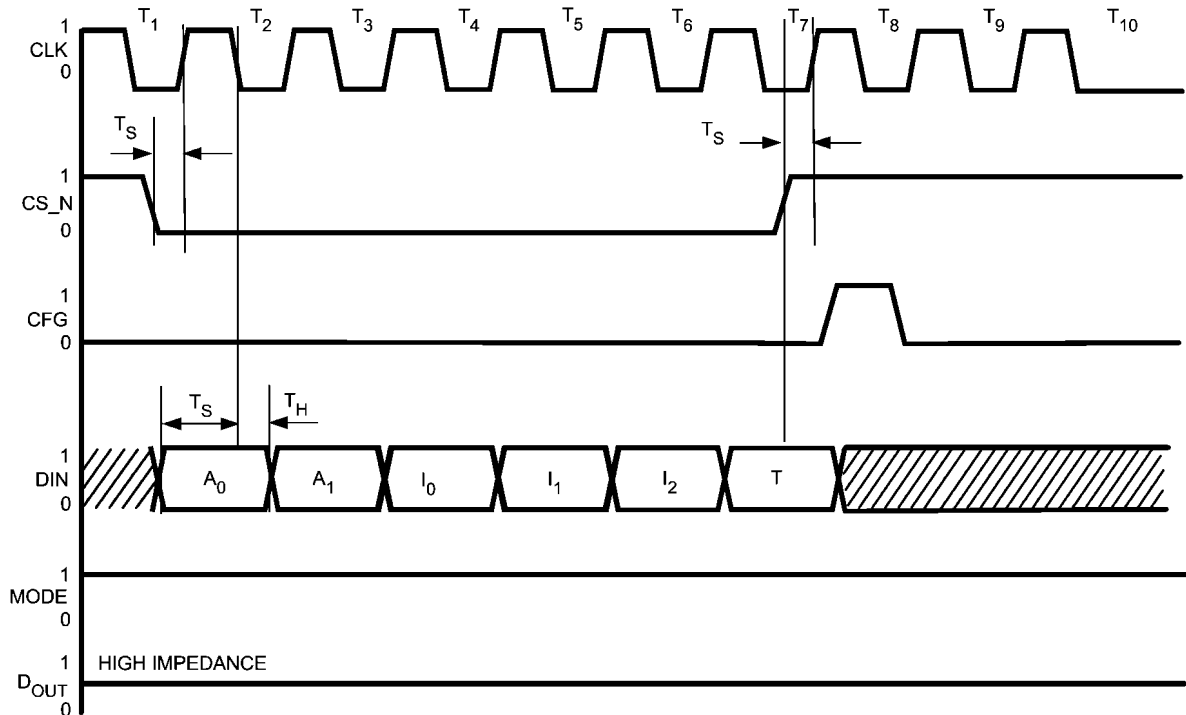 T1 T2 T3 T4 T5 T6 T7 T8 T9 T10
1
CLK
0
TS TS
1
CS_N
0
1
CFG
0
TS TH
1
DIN
0
A0 A1 I0 I1 I2 T
1
MODE
0
1
HIGH IMPEDANCE
DOUT
0